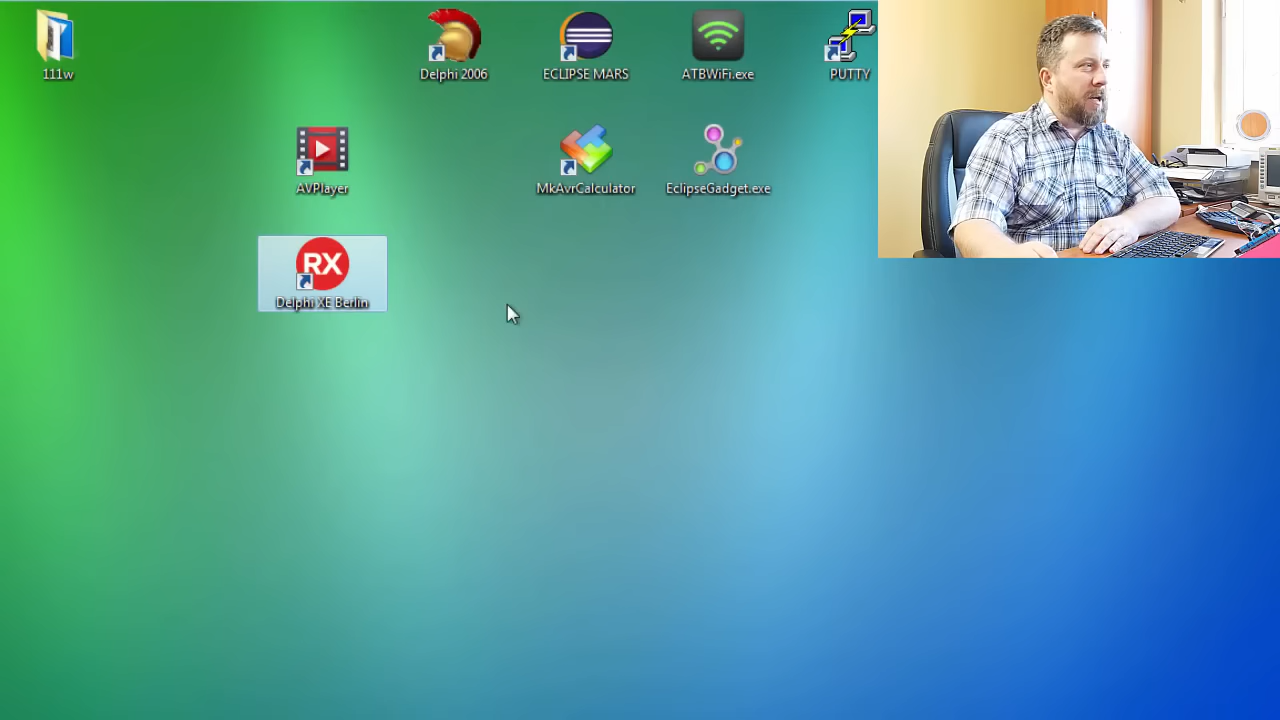 111w
Delphi 2006
ECLIPSE MARS
ATBWiFi.exe
PUTTY
AVPlayer
MkAvrCalculator
EclipseGadget.exe
RX
Delphi XE Berlin